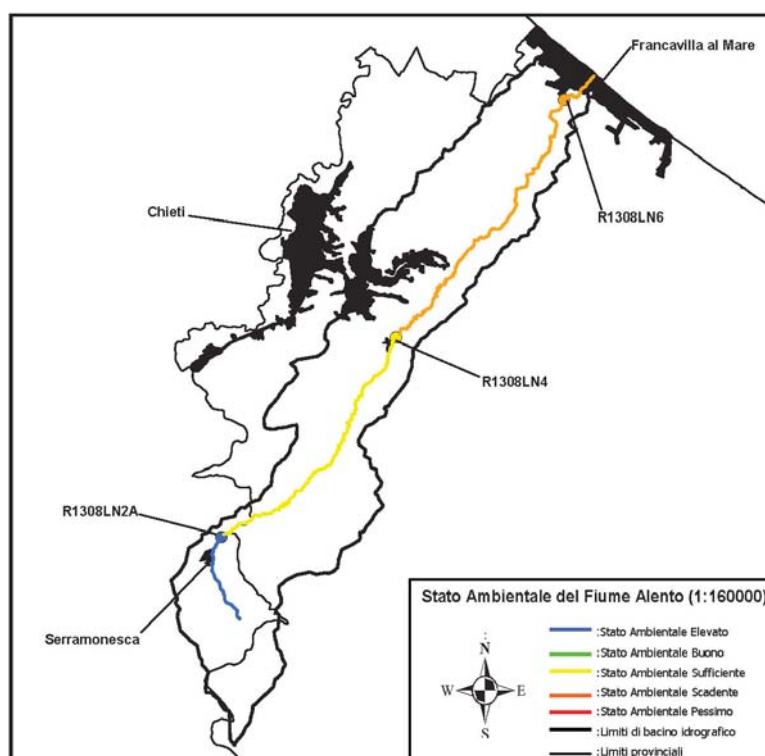 Francavilla al Mare
R1308LN6
Chieti
R1308LN4
R1308LN2A
Serramonesca
Stato Ambientale del Fiume Alento (1:160000)
N
W E
S
:Stato Ambientale Elevato
:Stato Ambientale Buono
:Stato Ambientale Sufficiente
:Stato Ambientale Scadente
:Stato Ambientale Pessimo
:Limiti di bacino idrografico
:Limiti provinciali